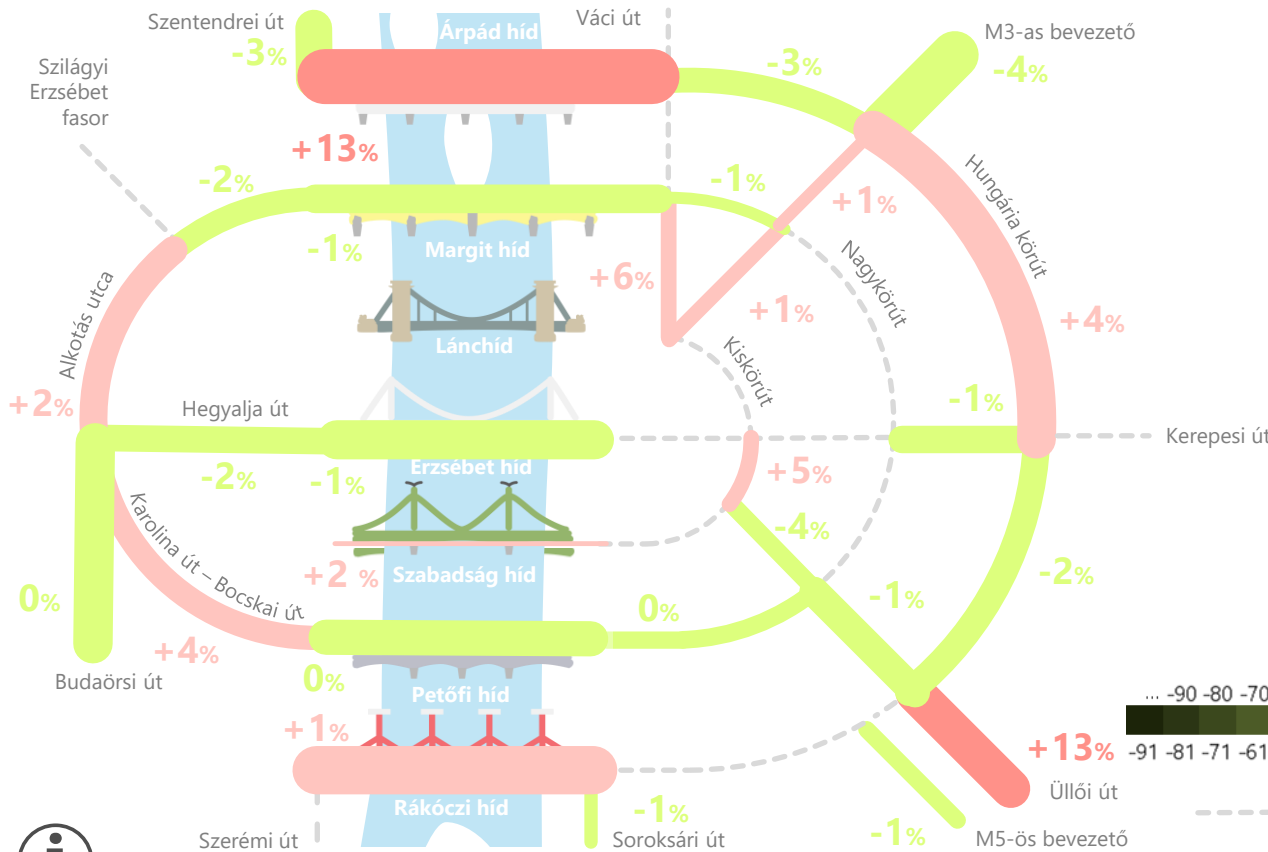 Szentendrei út
Váci út
Árpád híd
M3-as bevezető
-3%
-3%
-4%
Szilágyi
Erzsébet
fasor
+13%
-2%
-1%
+1%
Hungária körút
-1%
Margit híd
+6%
Nagykörút
Alkotás utca
+1%
+4%
Lánchíd
Kiskörút
+2%
Hegyalja út
-1%
Kerepesi út
-2%
-1%
Erzsébet híd
+5%
Karolina út – Bocskai út
-4%
+2 %
Szabadság híd
-2%
0%
0%
-1%
+4%
0%
Budaörsi út
Petőfi híd
... -90 -80 -70
+1%
+13%
-91 -81 -71 -61
Üllői út
Rákóczi híd
-1%
-1%
Szerémi út
Soroksári út
M5-ös bevezető